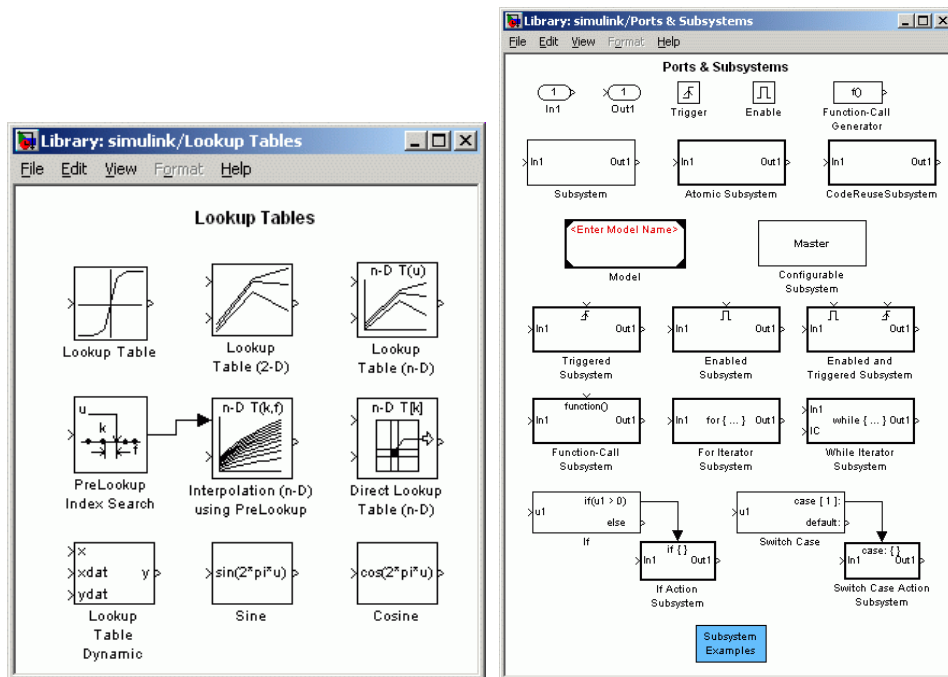 Library: simulink/Lookup Tables
File Edit View Format Help
Lookup Tables
Lookup Table
Lookup
Table (2-D)
n-D T(u)
Lookup
Table (n-D)
u
k
f
PreLookup
Index Search
n-D T(k,f)
Interpolation (n-D)
using PreLookup
n-D T[k]
Direct Lookup
Table (n-D)
x
xdat y
ydat
Lookup
Table
Dynamic
sin(2*pi*u)
Sine
cos(2*pi*u)
Cosine
Library: simulink/Ports & Subsystems
File Edit View Format Help
Ports & Subsystems
1
In1
1
Out1
Trigger
Enable
f()
Function-Call
Generator
In1 Out1
Subsystem
In1 Out1
Atomic Subsystem
In1 Out1
CodeReuseSubsystem
<Enter Model Name>
Model
Master
Configurable
Subsystem
In1 Out1
Triggered
Subsystem
In1 Out1
Enabled
Subsystem
In1 Out1
Enabled and
Triggered Subsystem
function()
In1 Out1
Function-Call
Subsystem
In1 for { ... } Out1
For Iterator
Subsystem
In1
while { ... } Out1
IC
While Iterator
Subsystem
if(u1 > 0)
u1
else
If
if { }
In1 Out1
If Action
Subsystem
case [ 1 ]:
u1
default:
Switch Case
case: { }
In1 Out1
Switch Case Action
Subsystem
Subsystem
Examples